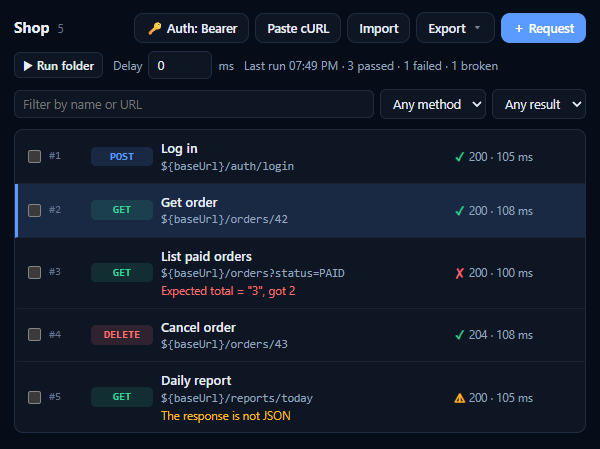 Shop 5 🔑 Auth: Bearer Paste cURL Import Export + Request
▶ Run folder Delay 0 ms Last run 07:49 PM · 3 passed · 1 failed · 1 broken
Filter by name or URL Any method Any result
#1 POST Log in ✓ 200 · 105 ms
${baseUrl}/auth/login
#2 GET Get order ✓ 200 · 108 ms
${baseUrl}/orders/42
#3 GET List paid orders ✗ 200 · 100 ms
${baseUrl}/orders?status=PAID
Expected total = "3", got 2
#4 DELETE Cancel order ✓ 204 · 108 ms
${baseUrl}/orders/43
#5 GET Daily report ⚠ 200 · 105 ms
${baseUrl}/reports/today
The response is not JSON